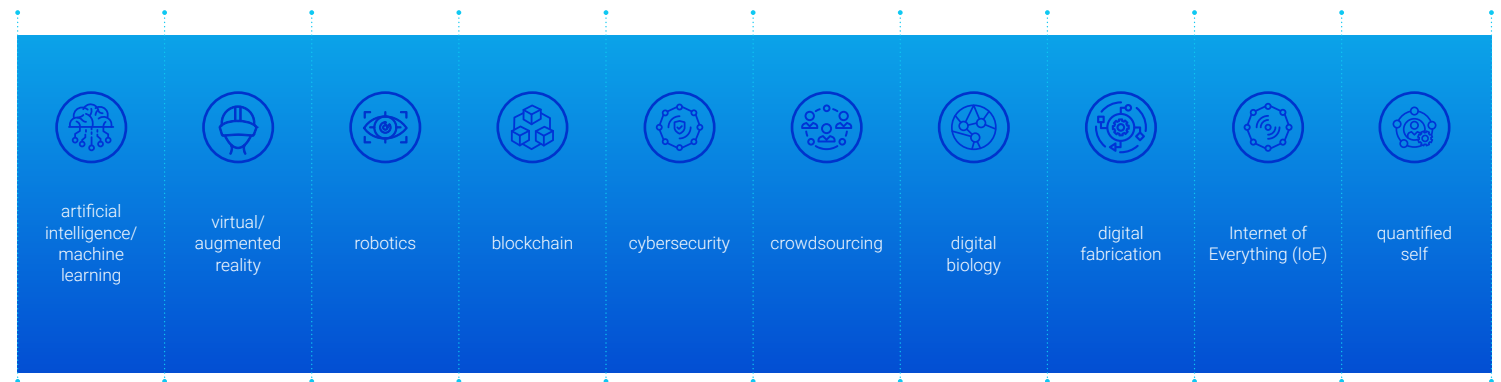 artificial
intelligence/
machine
learning
virtual/
augmented
reality
robotics
blockchain
cybersecurity
crowdsourcing
digital
biology
digital
fabrication
Internet of
Everything (IoE)
quantified
self